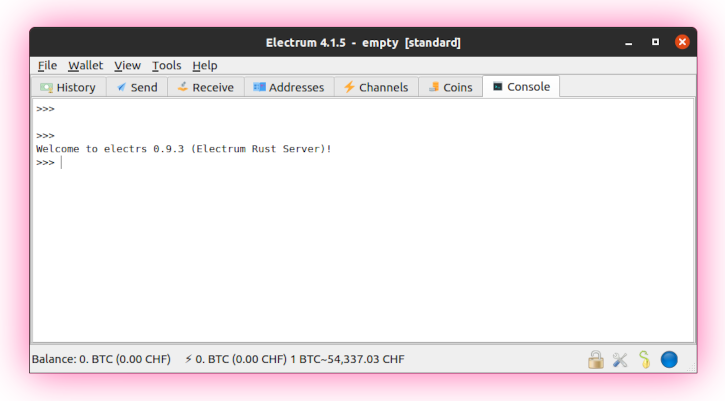 Electrum 4.1.5 - empty [standard]
File Wallet View Tools Help
History Send Receive Addresses Channels Coins Console
>>>
>>>
Welcome to electrs 0.9.3 (Electrum Rust Server)!
>>>
Balance: 0. BTC (0.00 CHF) ⚡ 0. BTC (0.00 CHF) 1 BTC~54,337.03 CHF